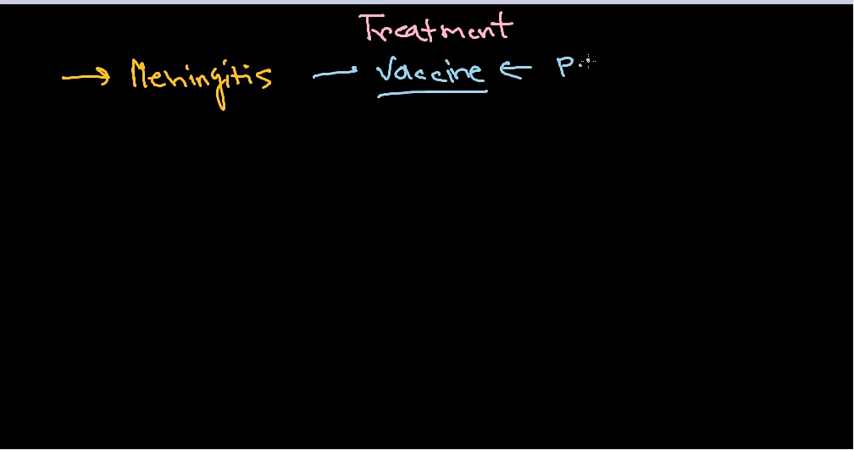 Treatment
→ Meningitis — Vaccine ← P.